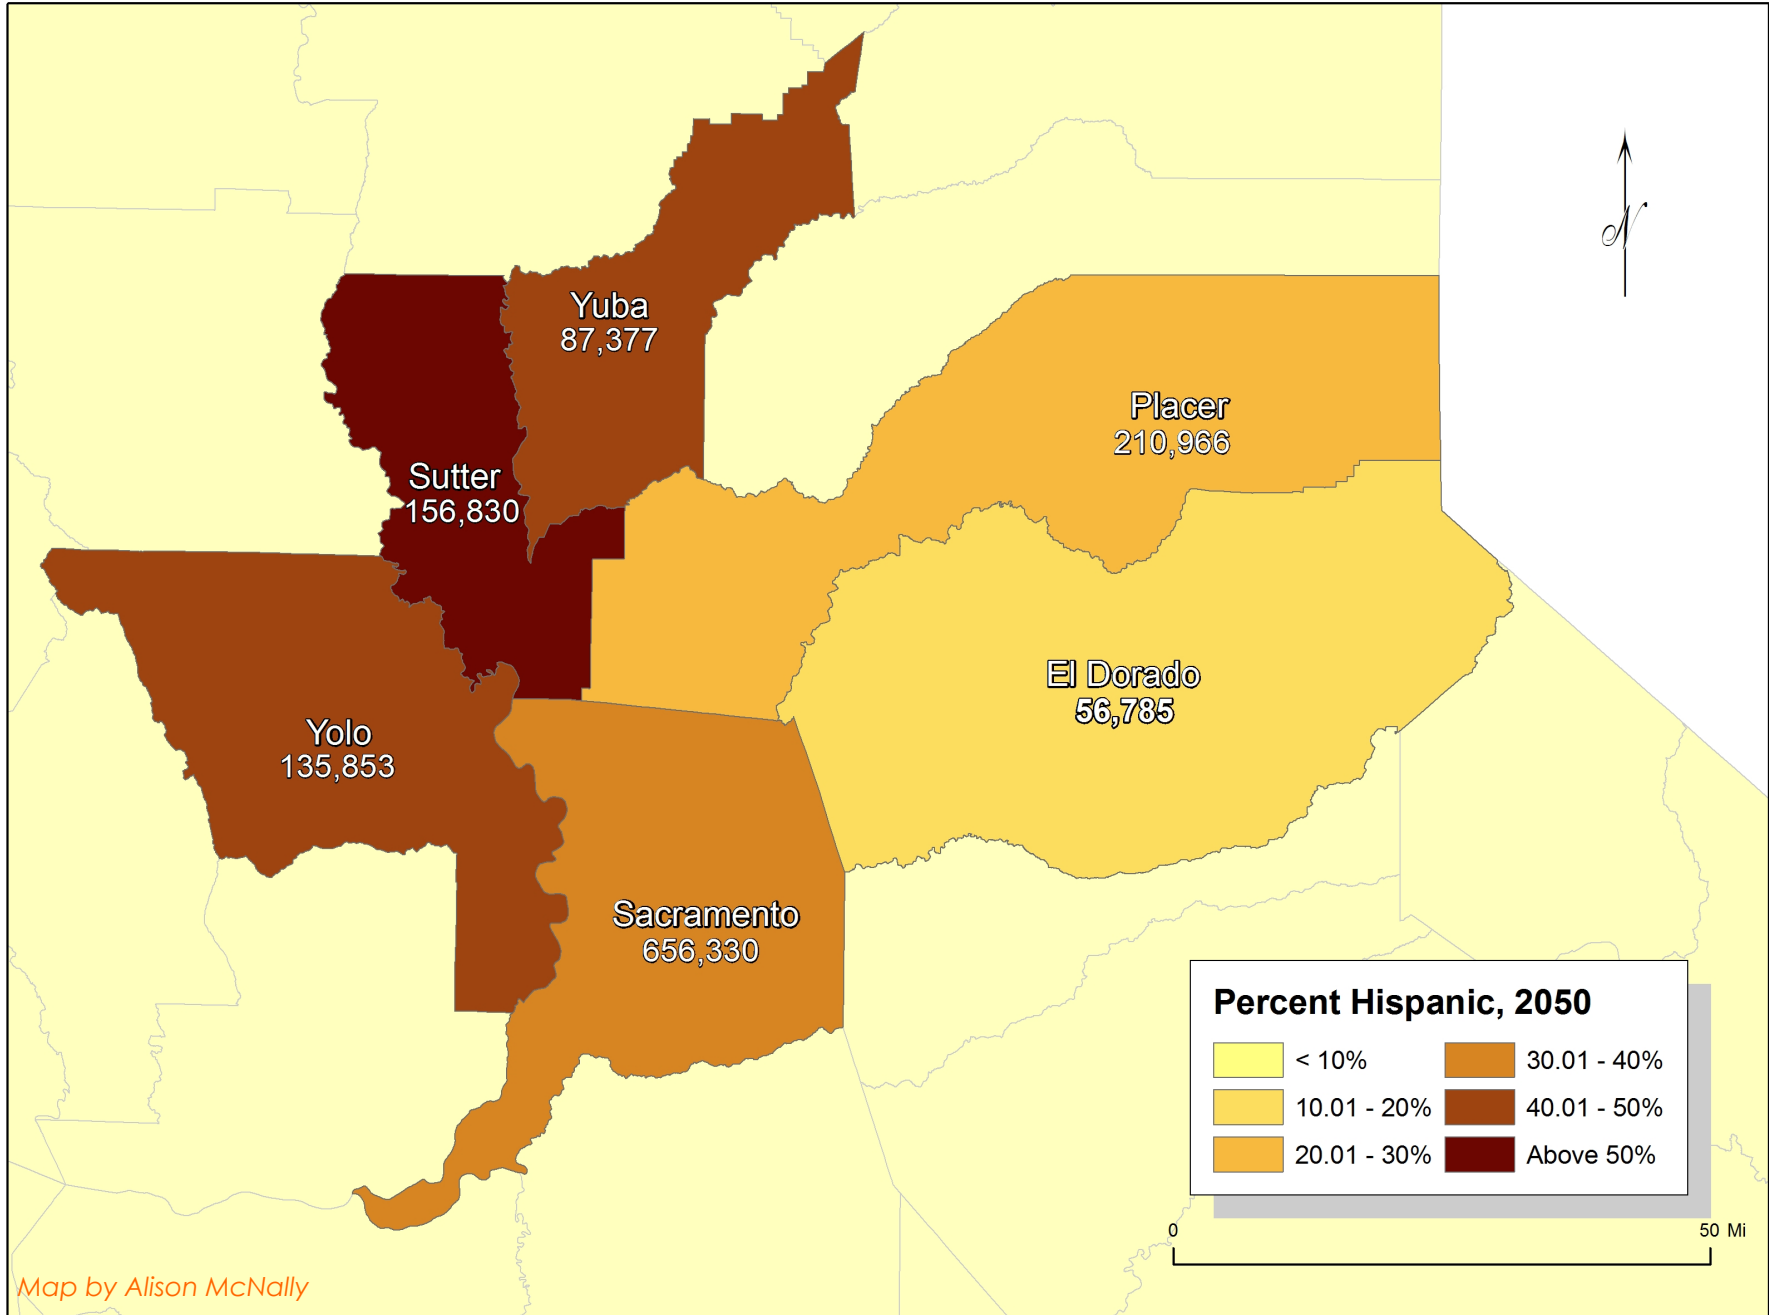 N
Yuba
87,377
Placer
210,966
Sutter
156,830
El Dorado
56,785
Yolo
135,853
Sacramento
656,330
Percent Hispanic, 2050
< 10%
10.01 - 20%
20.01 - 30%
30.01 - 40%
40.01 - 50%
Above 50%
0 50 Mi
Map by Alison McNally